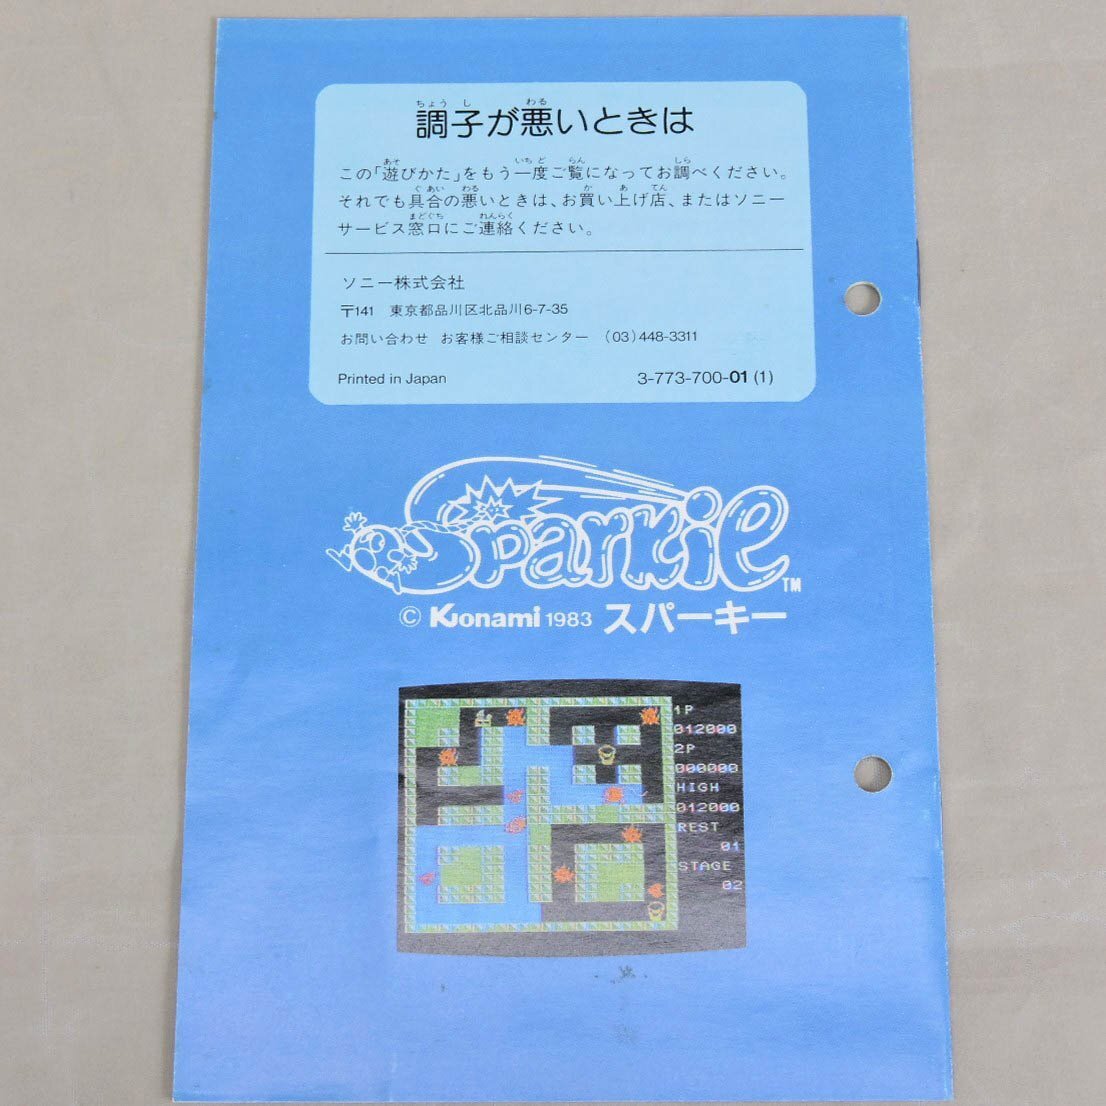 調子が悪いときは
この「遊びかた」をもう一度ご覧になってお調べください。
それでも具合の悪いときは、お買い上げ店、またはソニー
サービス窓口にご連絡ください。
ソニー株式会社
〒141 東京都品川区北品川6-7-35
お問い合わせ お客様ご相談センター (03)448-3311
Printed in Japan 3-773-700-01 (1)
Sparkie TM
© Konami 1983 スパーキー
1P
012000
2P
000000
HIGH
012000
REST
01
STAGE
02